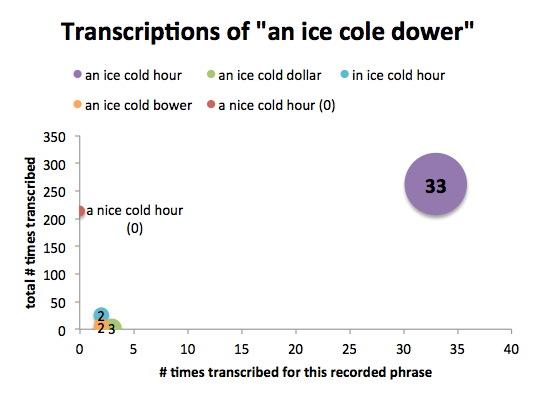 Transcriptions of "an ice cole dower"
an ice cold hour an ice cold dollar in ice cold hour
an ice cold bower a nice cold hour (0)
total # times transcribed
350
300
250
200
150
100
50
0
33
a nice cold hour
(0)
2
2 3
0 5 10 15 20 25 30 35 40
# times transcribed for this recorded phrase